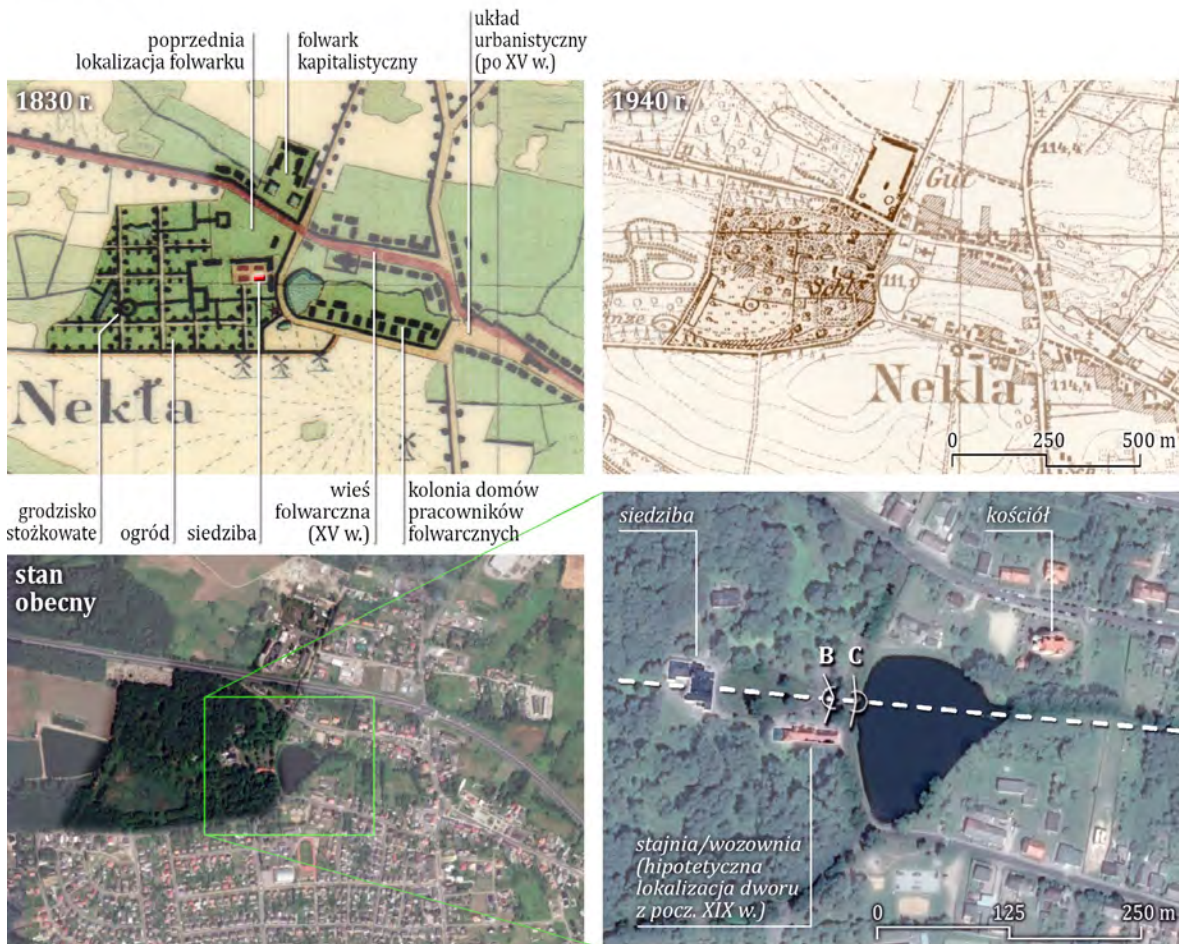 poprzednia
lokalizacja folwarku
folwark
kapitalistyczny
układ
urbanistyczny
(po XV w.)
1830 r.
Nekła
1940 r.
114,4
Gut
Schl.
111,1
Nekla
114,4
0 250 500 m
grodzisko
stożkowate
ogród
siedziba
wieś
folwarczna
(XV w.)
kolonia domów
pracowników
folwarcznych
stan
obecny
siedziba
kościół
B C
stajnia/wozownia
(hipotetyczna
lokalizacja dworu
z pocz. XIX w.)
0 125 250 m